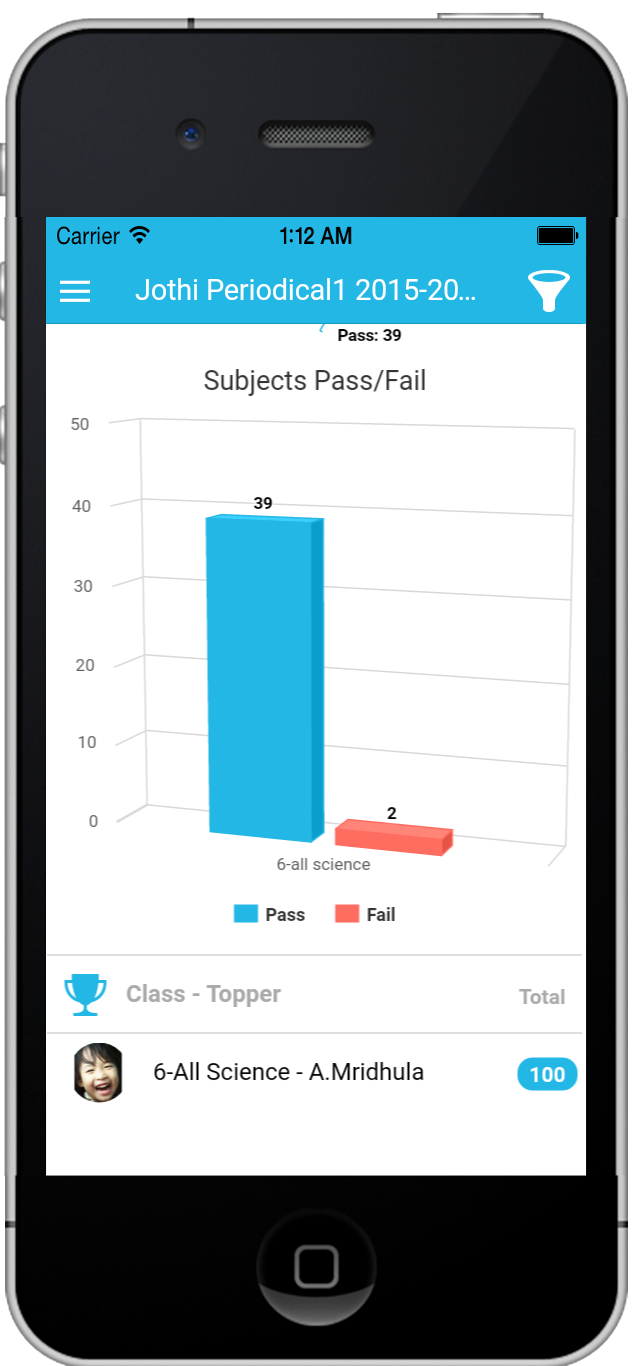 Carrier 1:12 AM
Jothi Periodical1 2015-20...
Pass: 39
Subjects Pass/Fail
50
40
30
20
10
0
39
2
6-all science
Pass Fail
Class - Topper Total
6-All Science - A.Mridhula 100